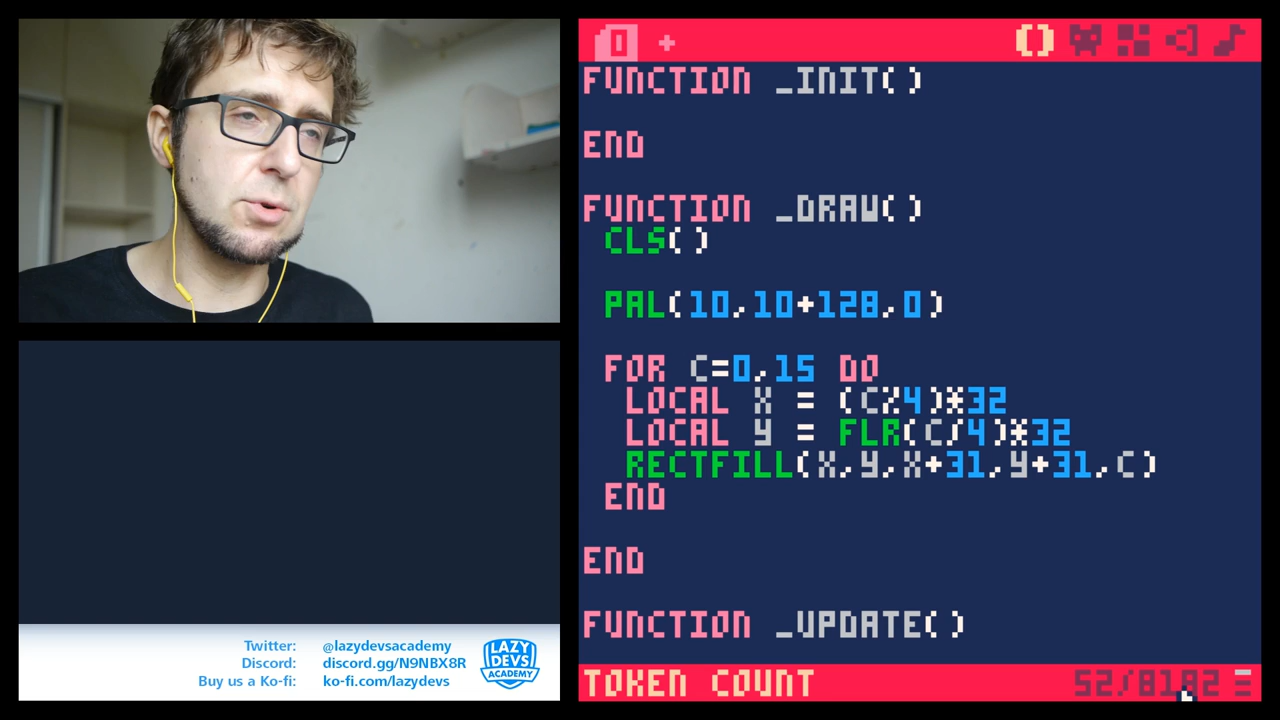 FUNCTION _INIT()
END
FUNCTION _DRAW()
CLS()
PAL(10,10+128,0)
FOR C=0,15 DO
LOCAL X = (C%4)*32
LOCAL Y = FLR(C/4)*32
RECTFILL(X,Y,X+31,Y+31,C)
END
END
FUNCTION _UPDATE()
TOKEN COUNT 52/8192
Twitter: @lazydevsacademy
Discord: discord.gg/N9NBX8R
Buy us a Ko-fi: ko-fi.com/lazydevs
LAZY
DEVS
ACADEMY